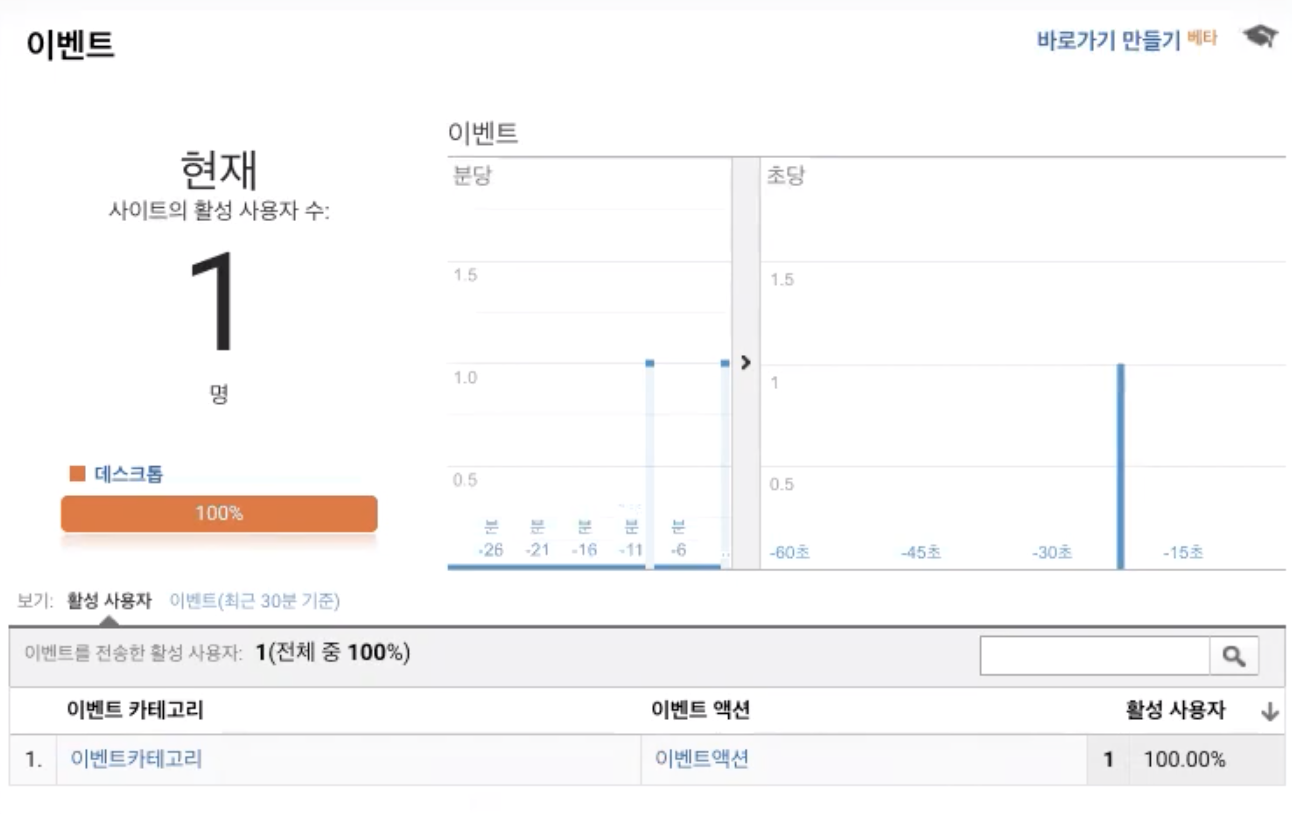 이벤트
바로가기 만들기 베타
현재
사이트의 활성 사용자 수:
1
명
데스크톱
100%
이벤트
분당
1.5
1.0
0.5
분 분 분 분 분
-26 -21 -16 -11 -6
초당
1.5
1
0.5
-60초 -45초 -30초 -15초
보기: 활성 사용자 이벤트(최근 30분 기준)
이벤트를 전송한 활성 사용자: 1(전체 중 100%)
이벤트 카테고리 이벤트 액션 활성 사용자
1. 이벤트카테고리 이벤트액션 1 100.00%